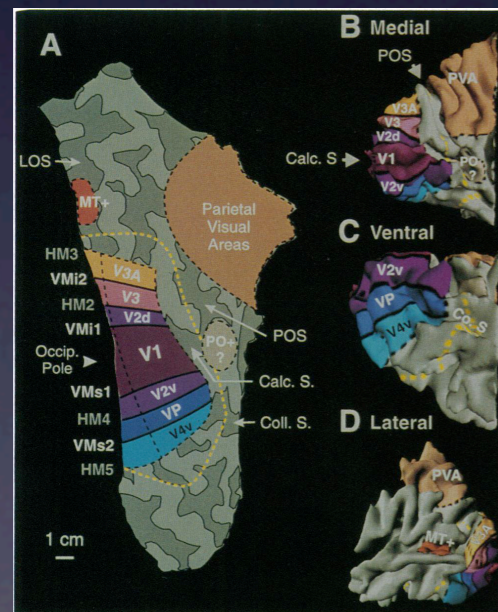 A
LOS
MT+
Parietal
Visual
Areas
HM3
VMi2
HM2
VMi1
Occip.
Pole
VMs1
HM4
VMs2
HM5
V3A
V3
V2d
V1
V2v
VP
V4v
PO+
?
POS
Calc. S.
Coll. S.
1 cm
B Medial
POS
PVA
V3A
V3
V2d
Calc. S
V1
V2v
PO+
?
C Ventral
V2v
VP
V4v
Co. S
D Lateral
PVA
MT+